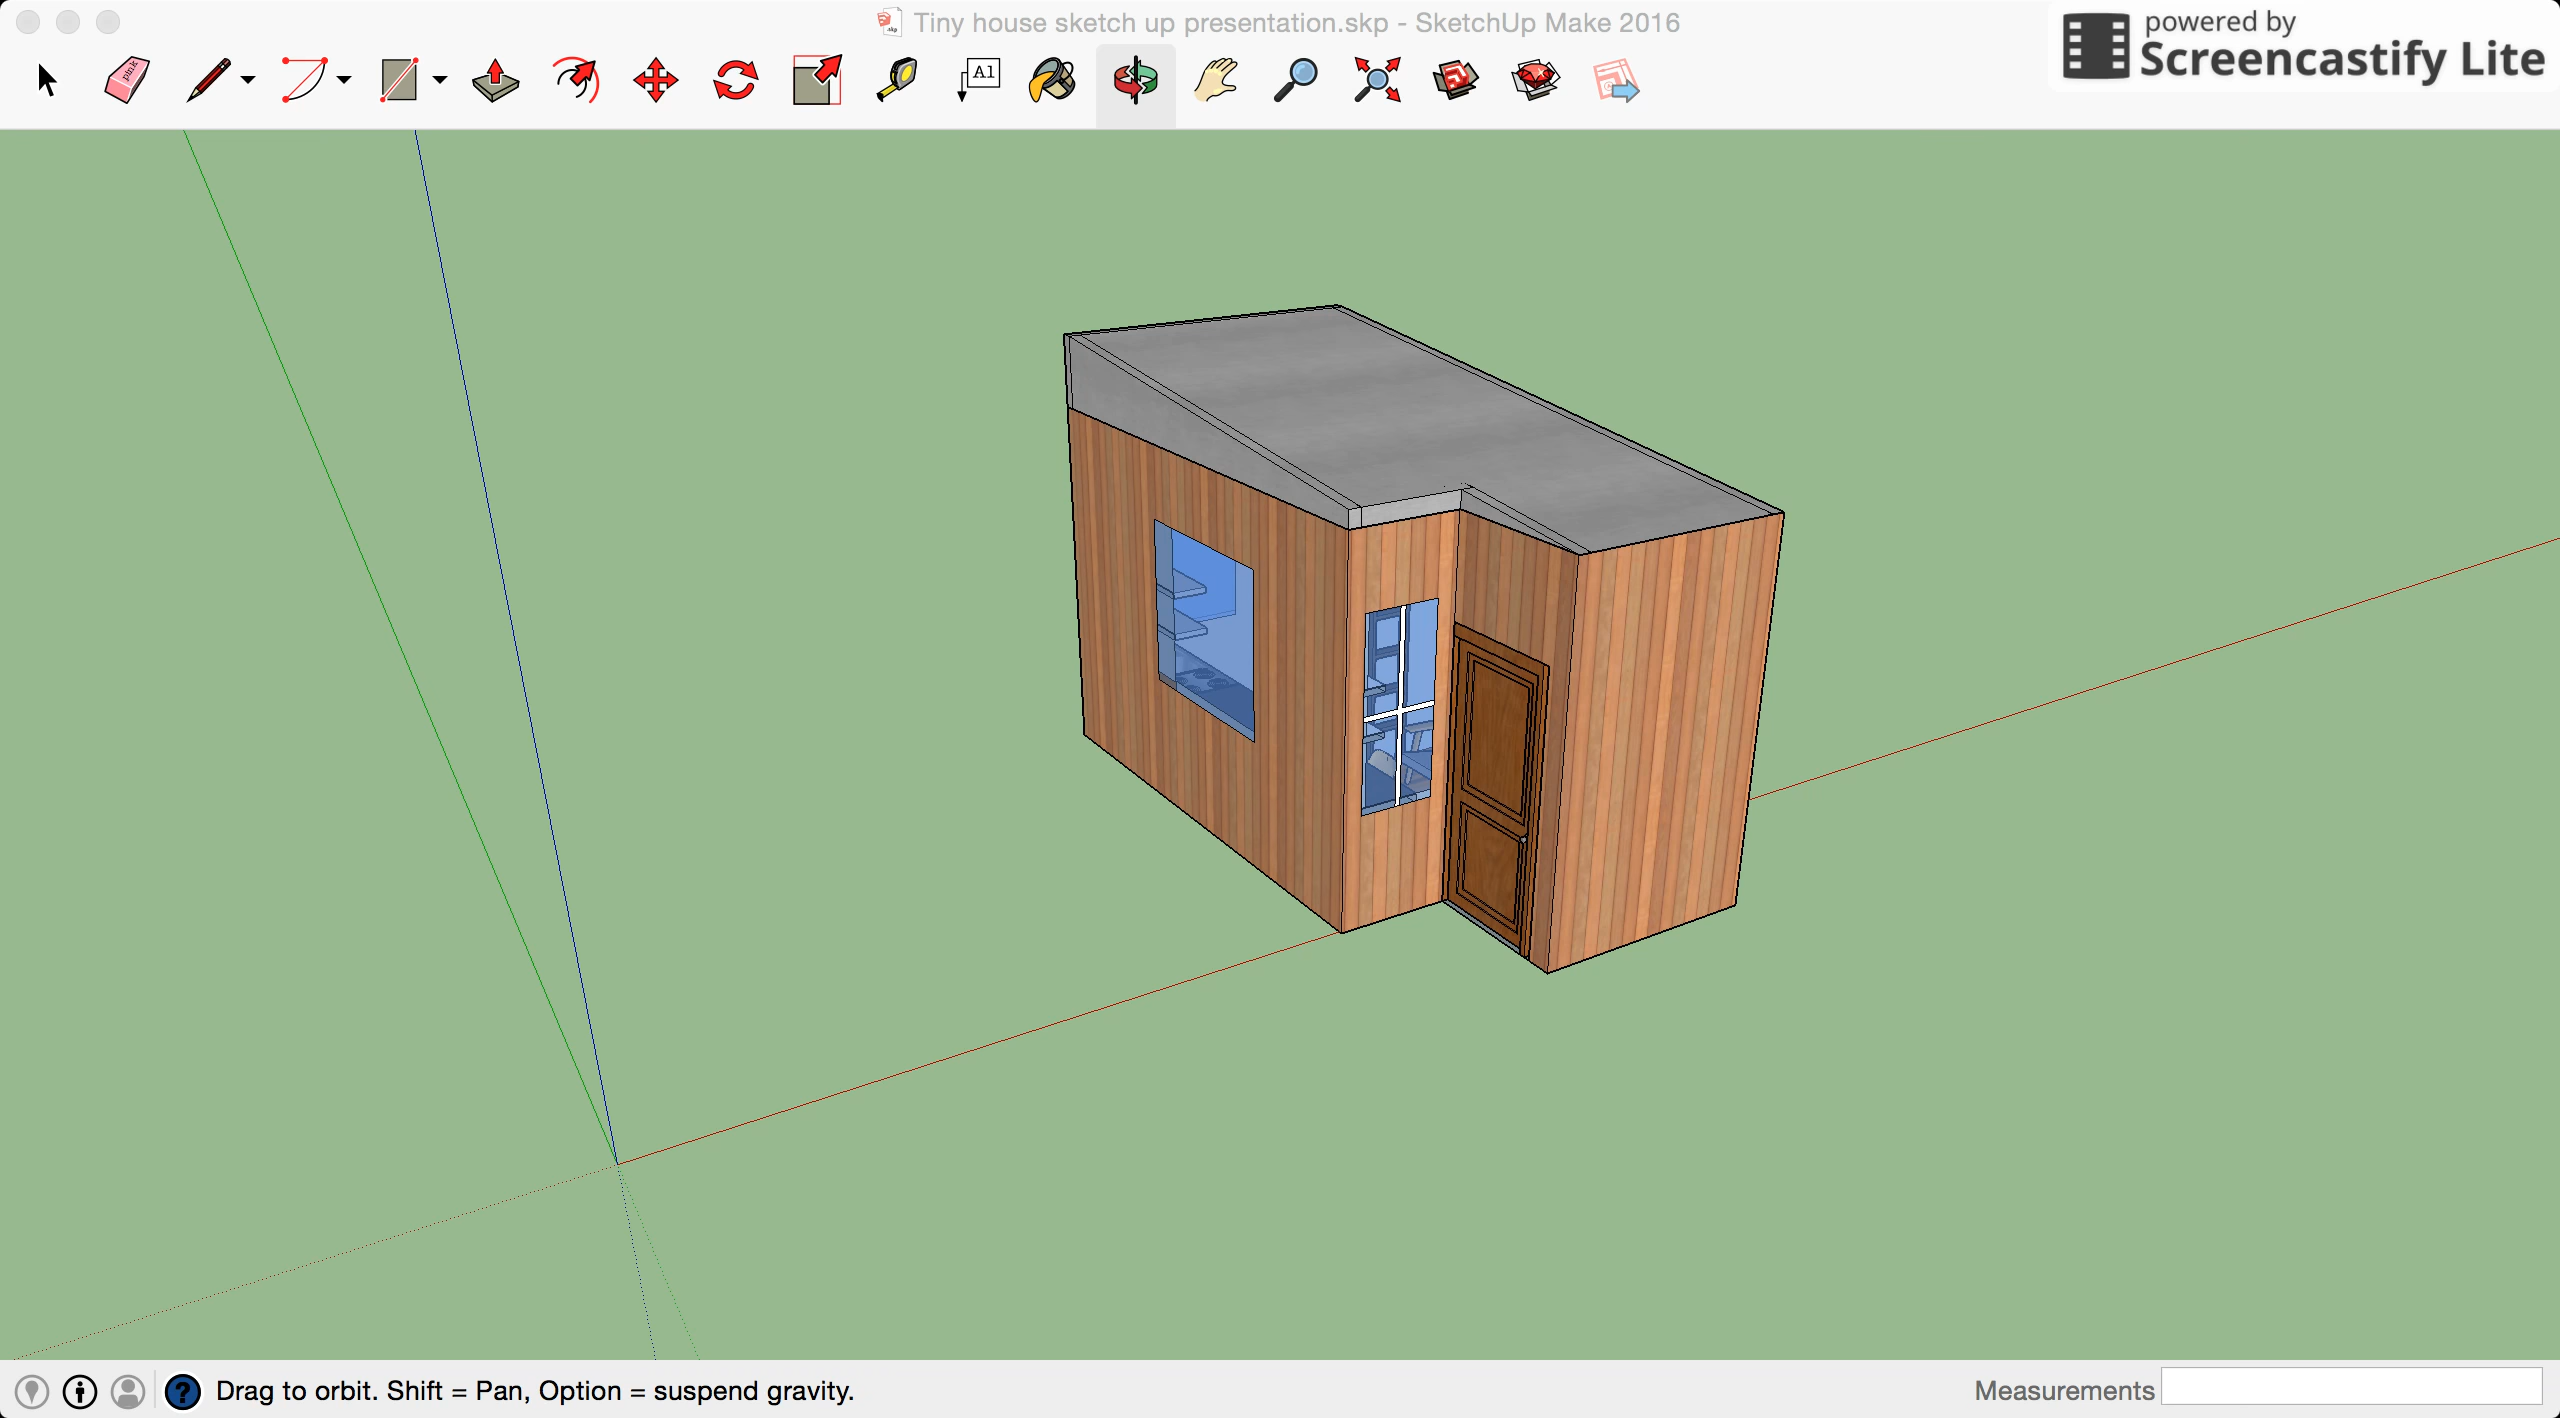 Tiny house sketch up presentation.skp - SketchUp Make 2016
powered by
Screencastify Lite
pink
A1
Drag to orbit. Shift = Pan, Option = suspend gravity.
Measurements